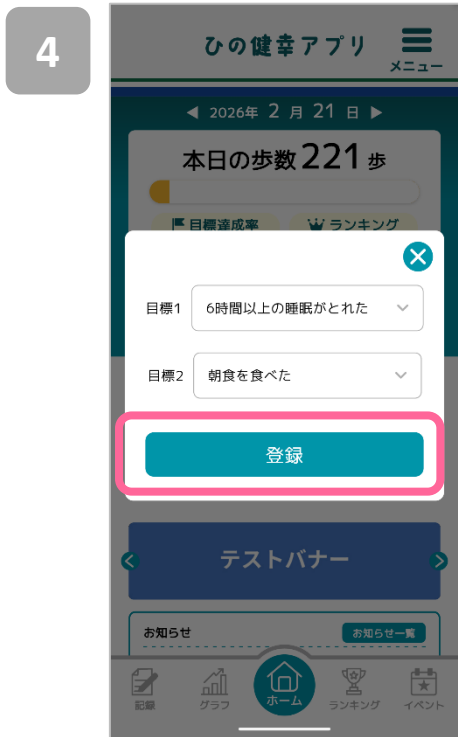 4
ひの健幸アプリ
メニュー
◀ 2026年 2 月 21 日 ▶
本日の歩数 221 歩
目標達成率 ランキング
目標1 6時間以上の睡眠がとれた
目標2 朝食を食べた
登録
テストバナー
お知らせ お知らせ一覧
記録 グラフ ホーム ランキング イベント